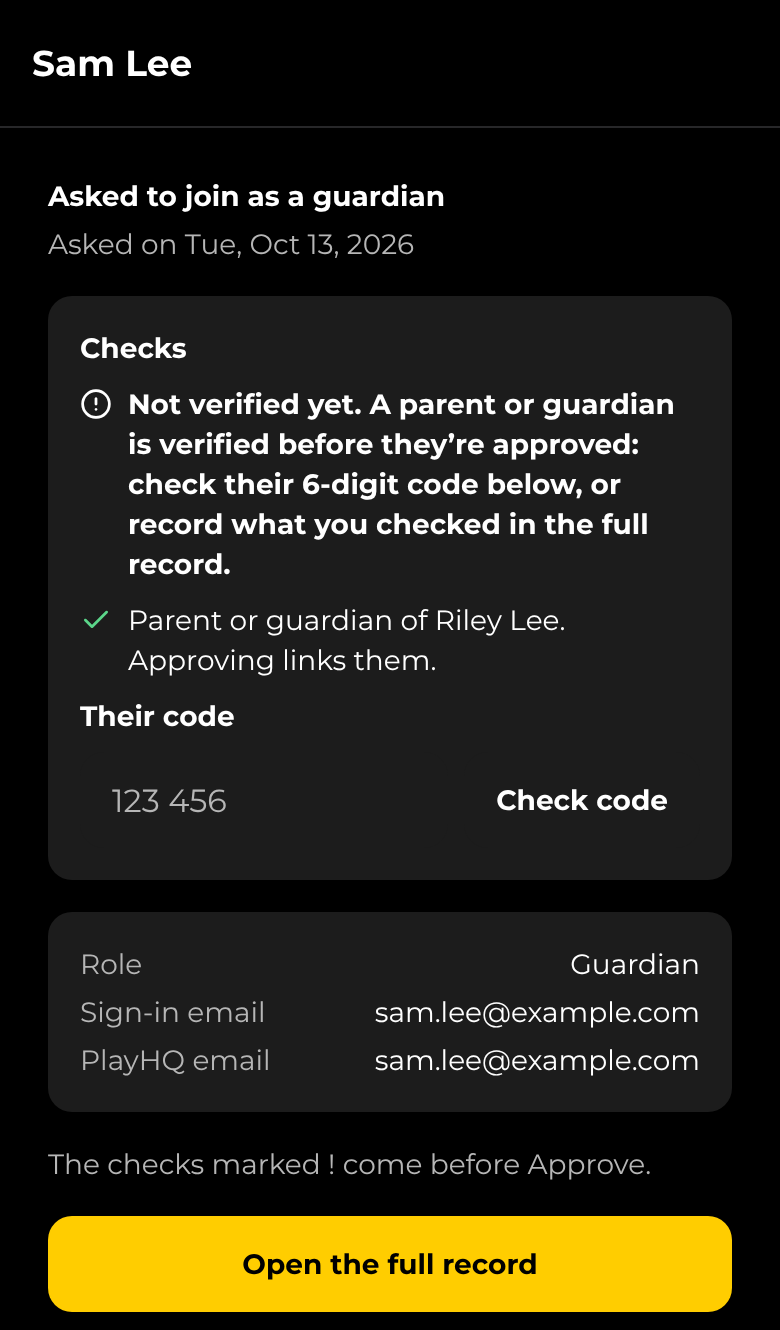 Sam Lee
Asked to join as a guardian
Asked on Tue, Oct 13, 2026
Checks
Not verified yet. A parent or guardian
is verified before they’re approved:
check their 6-digit code below, or
record what you checked in the full
record.
Parent or guardian of Riley Lee.
Approving links them.
Their code
123 456
Check code
Role
Guardian
Sign-in email
sam.lee@example.com
PlayHQ email
sam.lee@example.com
The checks marked ! come before Approve.
Open the full record